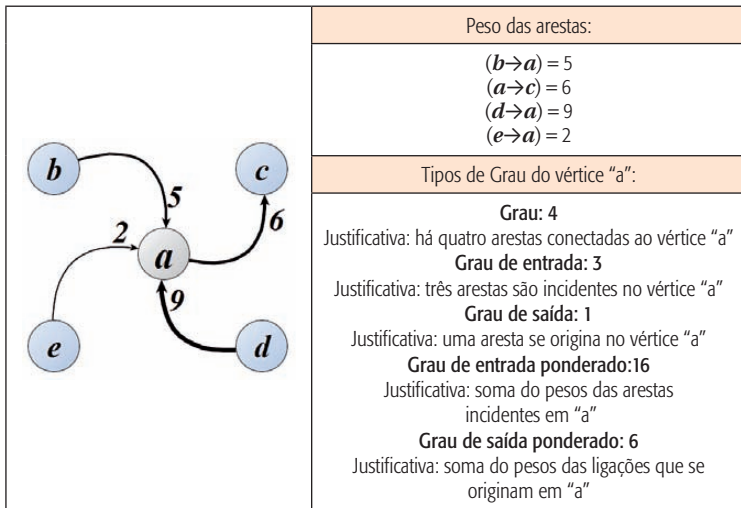 b
c
5
6
2
a
9
e
d
Peso das arestas:
(b→a) = 5
(a→c) = 6
(d→a) = 9
(e→a) = 2
Tipos de Grau do vértice “a”:
Grau: 4
Justificativa: há quatro arestas conectadas ao vértice “a”
Grau de entrada: 3
Justificativa: três arestas são incidentes no vértice “a”
Grau de saída: 1
Justificativa: uma aresta se origina no vértice “a”
Grau de entrada ponderado:16
Justificativa: soma do pesos das arestas
incidentes em “a”
Grau de saída ponderado: 6
Justificativa: soma do pesos das ligações que se
originam em “a”